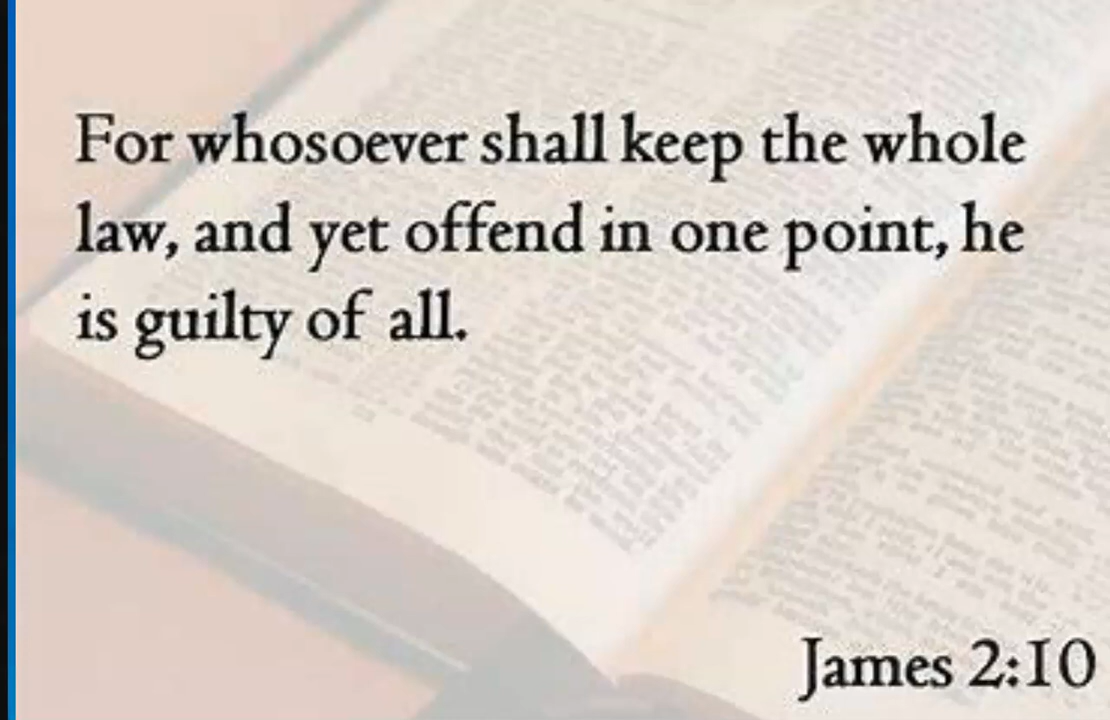 For whosoever shall keep the whole
law, and yet offend in one point, he
is guilty of all.
James 2:10